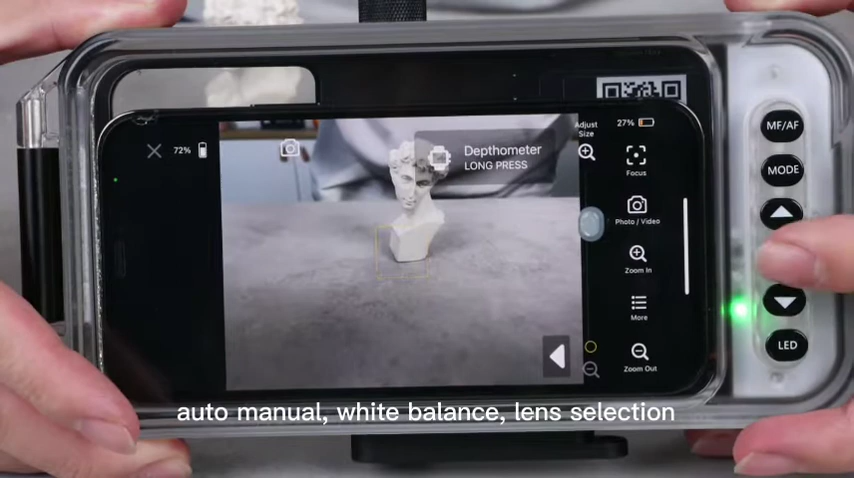 MF/AF
MODE
LED
72%
Depthometer
LONG PRESS
Adjust
Size
27%
Focus
Photo / Video
Zoom In
More
Zoom Out
auto manual, white balance, lens selection